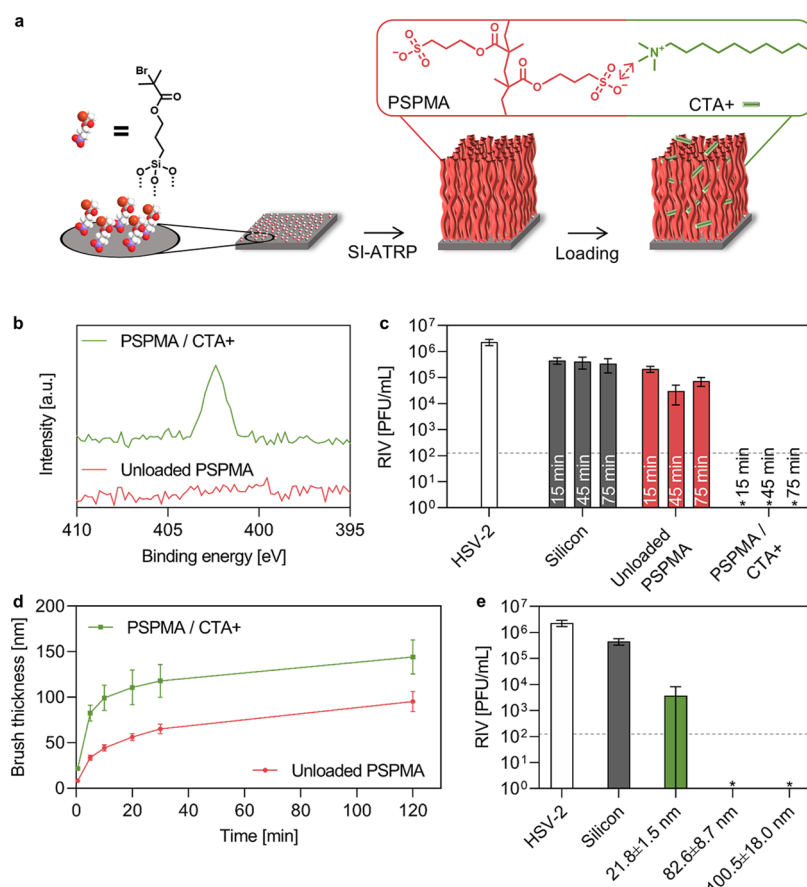 a
Br
O
O
Si
O
O
O
=
O
O
S
−O
O
O
O
O
O
O
S
O−
O
N+
PSPMA
CTA+
SI-ATRP
Loading
b
PSPMA / CTA+
Unloaded PSPMA
Intensity [a.u.]
410
405
400
395
Binding energy [eV]
c
RIV [PFU/mL]
10⁷
10⁶
10⁵
10⁴
10³
10²
10¹
10⁰
15 min
45 min
75 min
15 min
45 min
75 min
* 15 min
* 45 min
* 75 min
HSV-2
Silicon
Unloaded
PSPMA
PSPMA /
CTA+
d
PSPMA / CTA+
Unloaded PSPMA
Brush thickness [nm]
200
150
100
50
0
0
20
40
60
80
100
120
Time [min]
e
RIV [PFU/mL]
10⁷
10⁶
10⁵
10⁴
10³
10²
10¹
10⁰
*
*
HSV-2
Silicon
21.8±1.5 nm
82.6±8.7 nm
100.5±18.0 nm